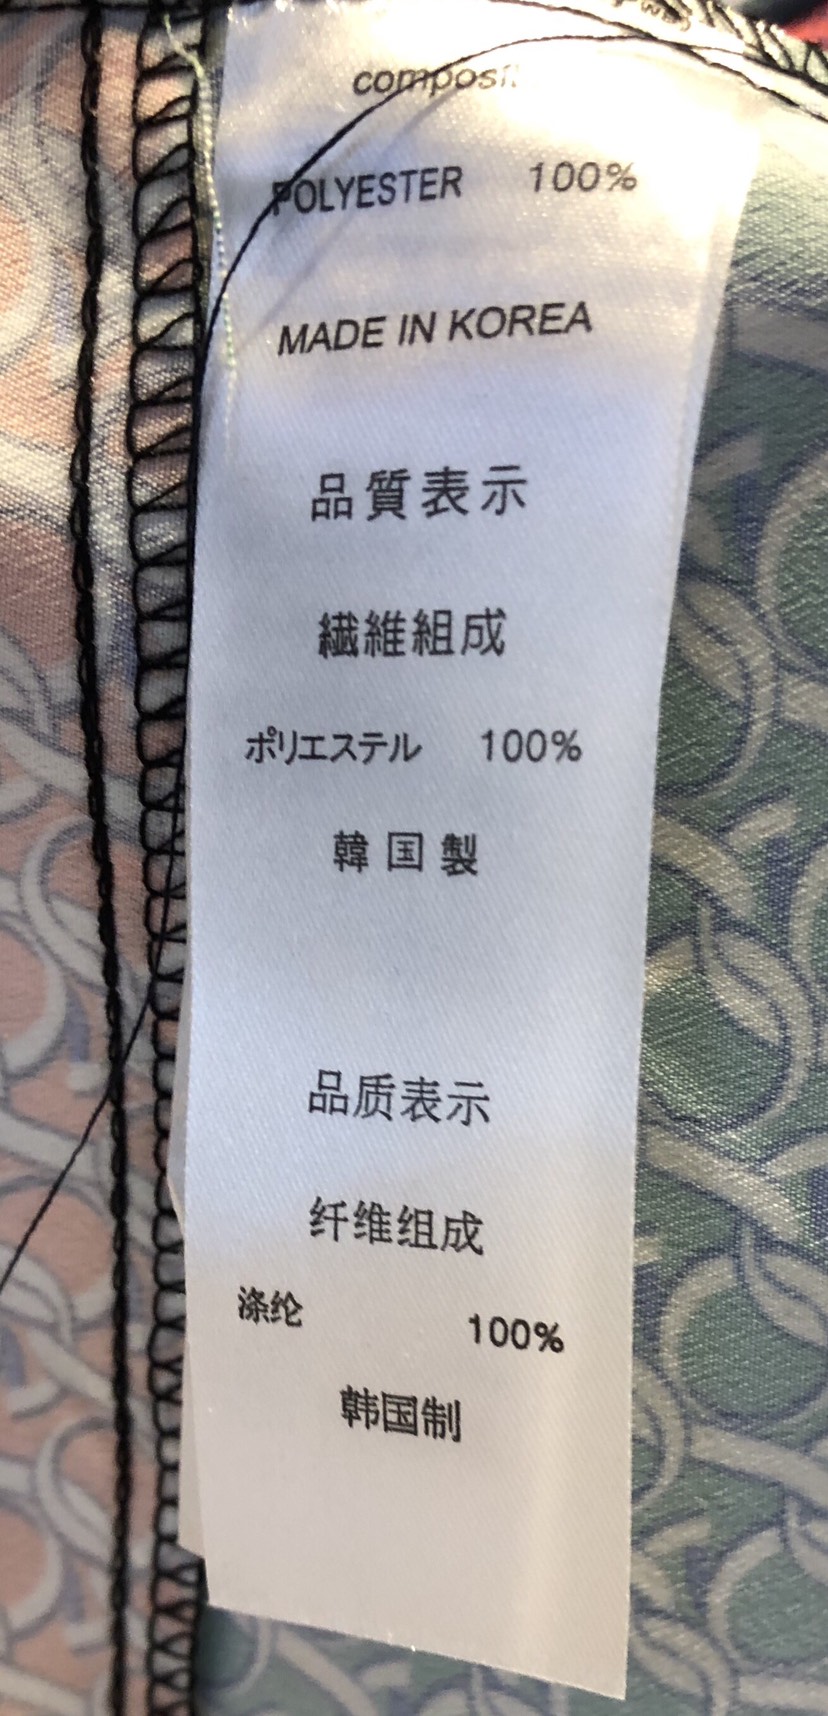 POLYESTER 100%
MADE IN KOREA
品質表示
繊維組成
ポリエステル 100%
韓国製
品质表示
纤维组成
涤纶 100%
韩国制